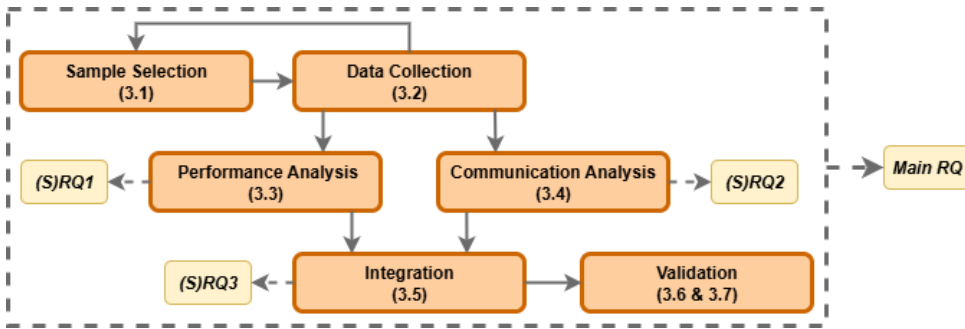 Sample Selection
(3.1)
Data Collection
(3.2)
(S)RQ1
Performance Analysis
(3.3)
Communication Analysis
(3.4)
(S)RQ2
Main RQ
(S)RQ3
Integration
(3.5)
Validation
(3.6 & 3.7)